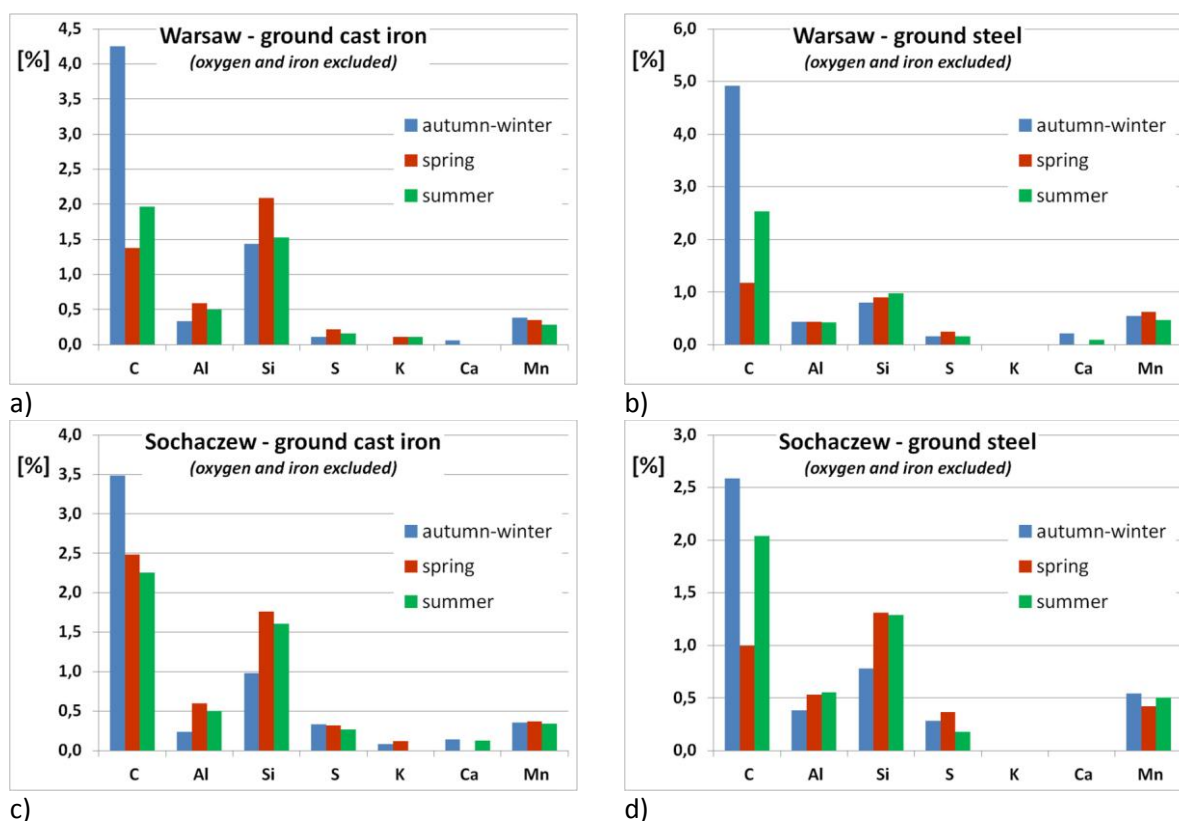 Warsaw - ground cast iron
(oxygen and iron excluded)
[%]
4,5
4,0
3,5
3,0
2,5
2,0
1,5
1,0
0,5
0,0
autumn-winter
spring
summer
C Al Si S K Ca Mn
a)
Warsaw - ground steel
(oxygen and iron excluded)
[%]
6,0
5,0
4,0
3,0
2,0
1,0
0,0
autumn-winter
spring
summer
C Al Si S K Ca Mn
b)
Sochaczew - ground cast iron
(oxygen and iron excluded)
[%]
4,0
3,5
3,0
2,5
2,0
1,5
1,0
0,5
0,0
autumn-winter
spring
summer
C Al Si S K Ca Mn
c)
Sochaczew - ground steel
(oxygen and iron excluded)
[%]
3,0
2,5
2,0
1,5
1,0
0,5
0,0
autumn-winter
spring
summer
C Al Si S K Ca Mn
d)